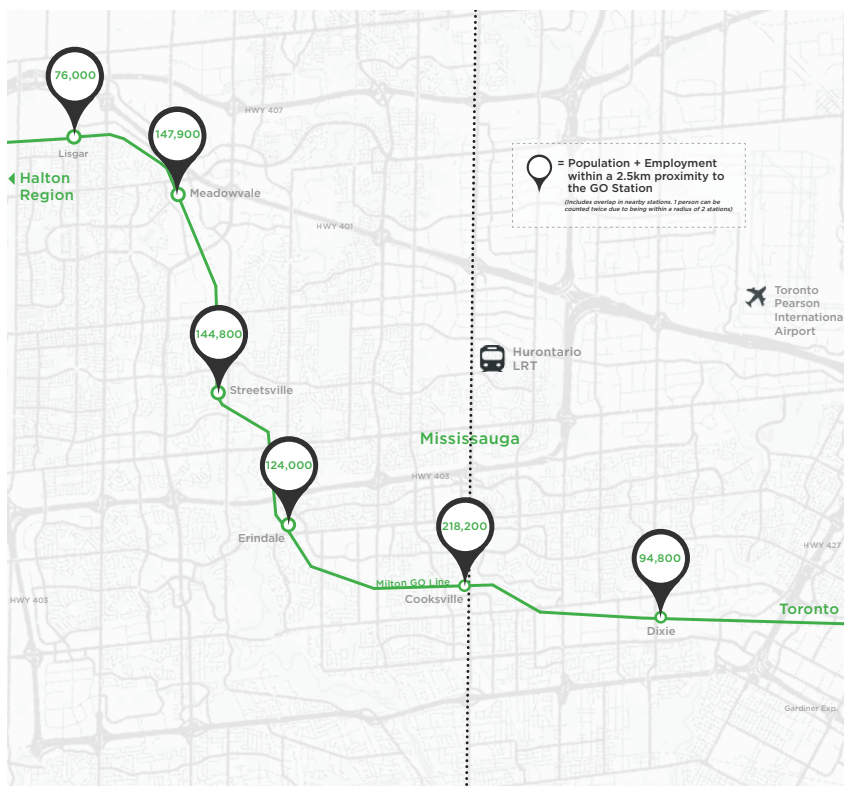 76,000
147,900
HWY 407
Lisgar
Halton
Region
Meadowvale
= Population + Employment
within a 2.5km proximity to
the GO Station
(Includes overlap in nearby stations. 1 person can be
counted twice due to being within a radius of 2 stations)
HWY 401
Toronto
Pearson
Internationa
Airport
144,800
Hurontario
LRT
Streetsville
Mississauga
124,000
HWY 403
218,200
Erindale
HWY 427
94,800
Milton GO Line
Cooksville
HWY 403
Toronto
Dixie
Gardiner Exp.